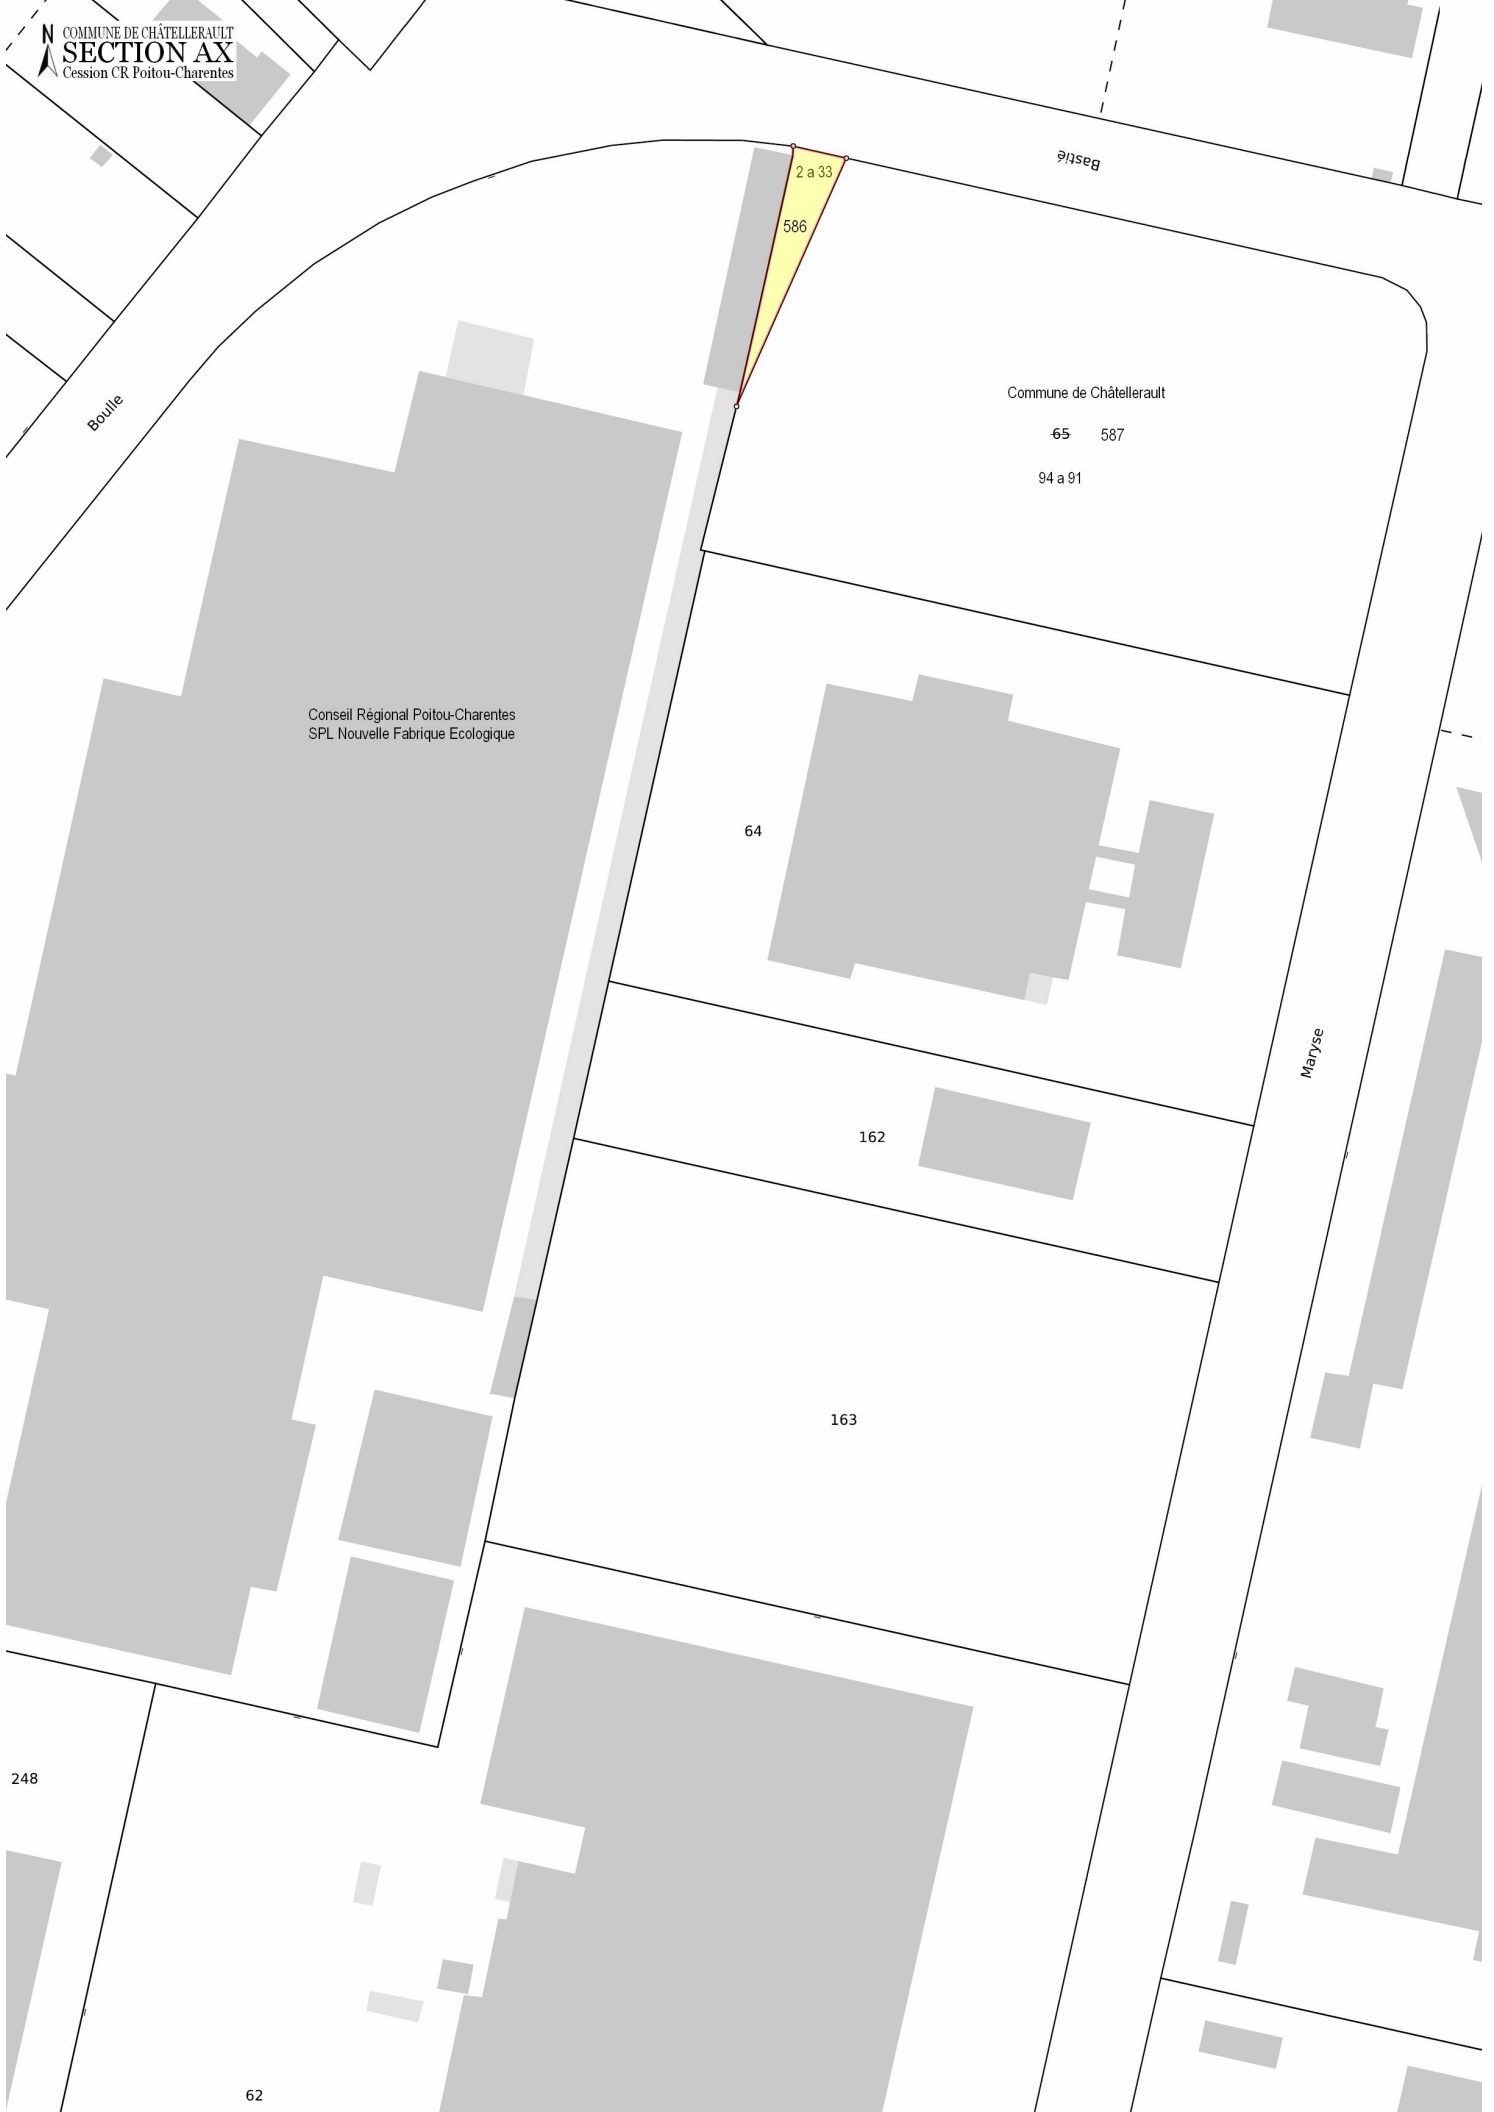 N
COMMUNE DE CHÂTELLERAULT
SECTION AX
Cession CR Poitou-Charentes
Bastié
2 a 33
586
Boulle
Commune de Châtellerault
65 587
94 a 91
Conseil Régional Poitou-Charentes
SPL Nouvelle Fabrique Ecologique
64
Maryse
162
163
248
62